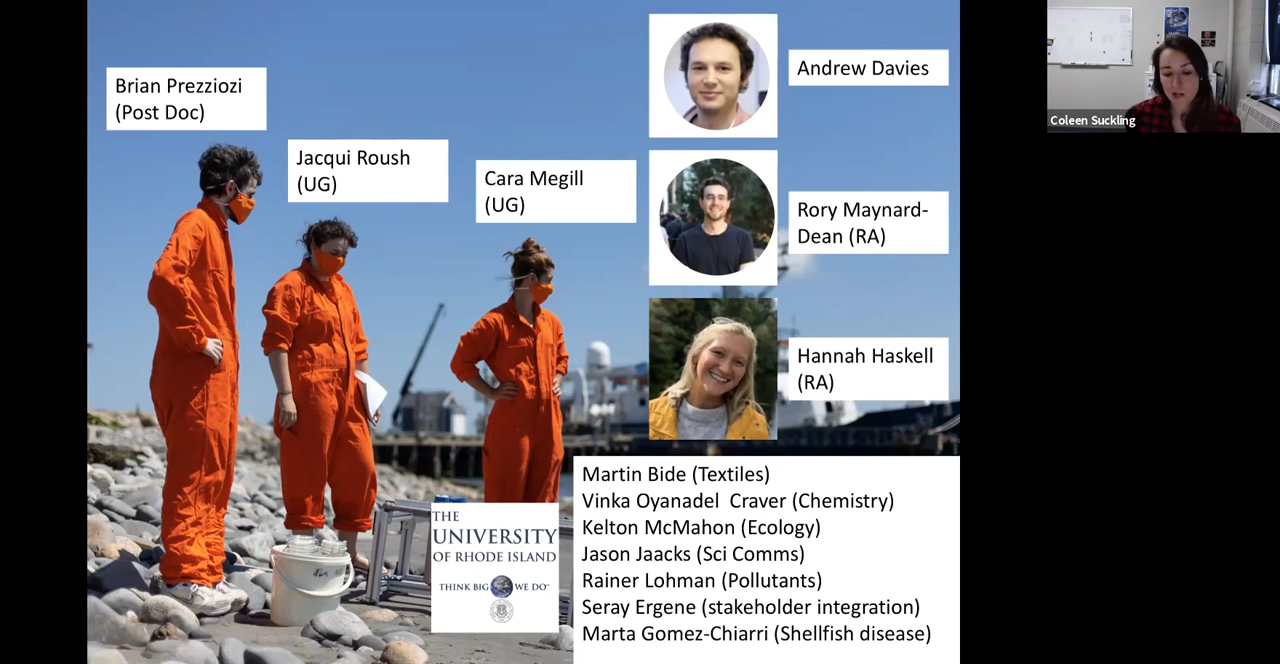 Brian Prezziozi
(Post Doc)
Jacqui Roush
(UG)
Cara Megill
(UG)
Andrew Davies
Rory Maynard-
Dean (RA)
Hannah Haskell
(RA)
Martin Bide (Textiles)
Vinka Oyanadel  Craver (Chemistry)
Kelton McMahon (Ecology)
Jason Jaacks (Sci Comms)
Rainer Lohman (Pollutants)
Seray Ergene (stakeholder integration)
Marta Gomez-Chiarri (Shellfish disease)
THE
UNIVERSITY
OF RHODE ISLAND
THINK BIG WE DO™
Coleen Suckling